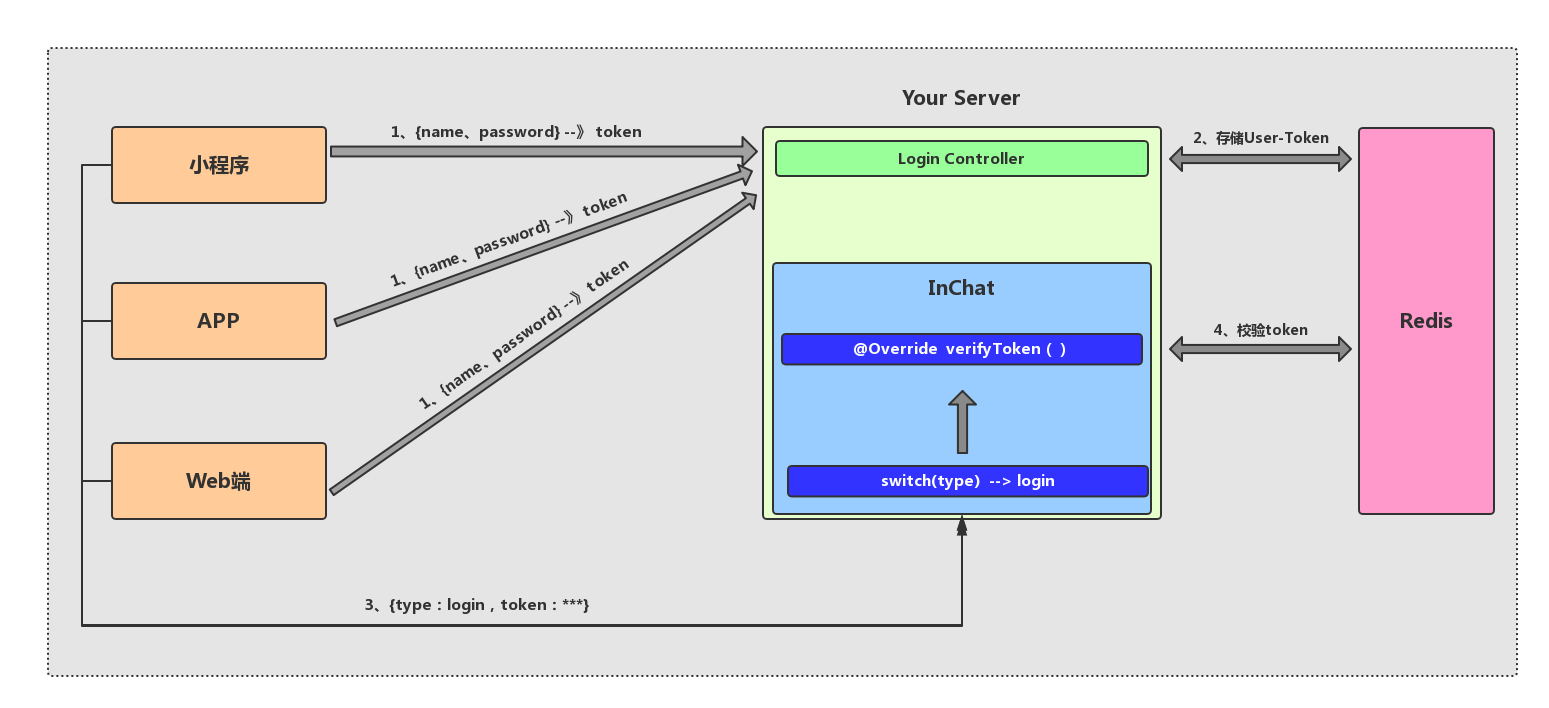 Your Server
1、{name、password} --》 token
2、存储User-Token
小程序
Login Controller
1、{name、password} --》 token
InChat
APP
1、{name、password} --》 token
4、校验token
Redis
@Override verifyToken ( )
Web端
switch(type) --> login
3、{type：login，token：***}